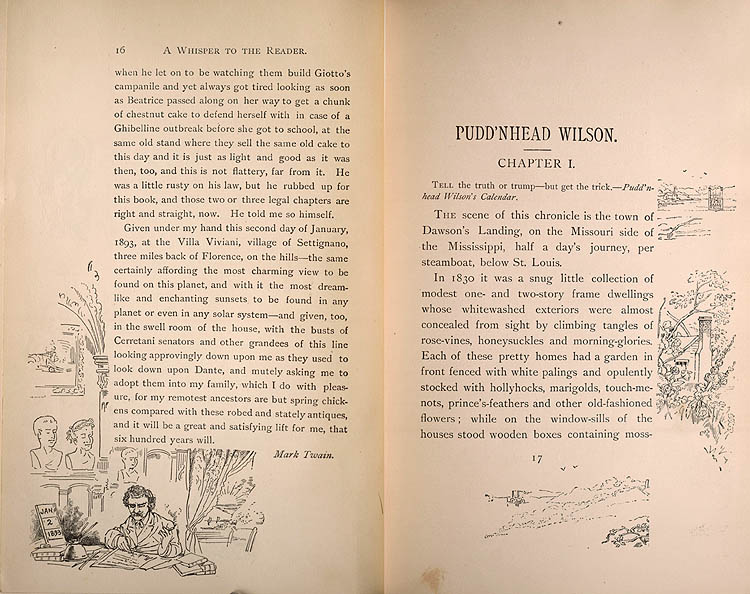 16 A Whisper to the Reader.
when he let on to be watching them build Giotto's
campanile and yet always got tired looking as soon
as Beatrice passed along on her way to get a chunk
of chestnut cake to defend herself with in case of a
Ghibelline outbreak before she got to school, at the
same old stand where they sell the same old cake to
this day and it is just as light and good as it was
then, too, and this is not flattery, far from it. He
was a little rusty on his law, but he rubbed up for
this book, and those two or three legal chapters are
right and straight, now. He told me so himself.
Given under my hand this second day of January,
1893, at the Villa Viviani, village of Settignano,
three miles back of Florence, on the hills—the same
certainly affording the most charming view to be
found on this planet, and with it the most dream-
like and enchanting sunsets to be found in any
planet or even in any solar system—and given, too,
in the swell room of the house, with the busts of
Cerretani senators and other grandees of this line
looking approvingly down upon me as they used to
look down upon Dante, and mutely asking me to
adopt them into my family, which I do with pleas-
ure, for my remotest ancestors are but spring chick-
ens compared with these robed and stately antiques,
and it will be a great and satisfying lift for me, that
six hundred years will.
Mark Twain.
JAN
2
1893
PUDD'NHEAD WILSON.
CHAPTER I.
Tell the truth or trump—but get the trick.—Pudd'n-
head Wilson's Calendar.
The scene of this chronicle is the town of
Dawson's Landing, on the Missouri side of
the Mississippi, half a day's journey, per
steamboat, below St. Louis.
In 1830 it was a snug little collection of
modest one- and two-story frame dwellings
whose whitewashed exteriors were almost
concealed from sight by climbing tangles of
rose-vines, honeysuckles and morning-glories.
Each of these pretty homes had a garden in
front fenced with white palings and opulently
stocked with hollyhocks, marigolds, touch-me-
nots, prince's-feathers and other old-fashioned
flowers; while on the window-sills of the
houses stood wooden boxes containing moss-
17